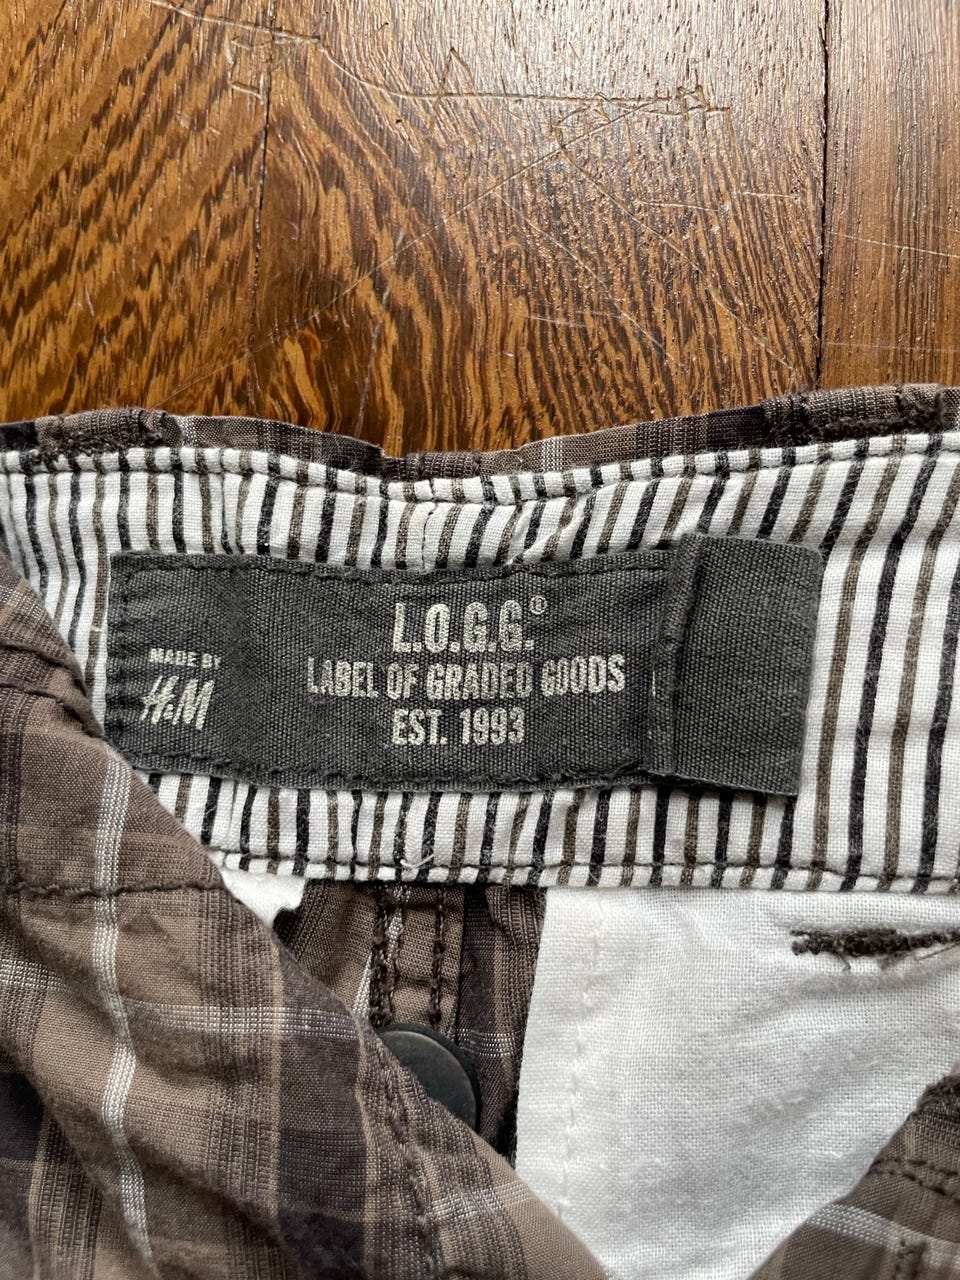 L.O.G.G.®
LABEL OF GRADED GOODS
EST. 1993
MADE BY
H&M